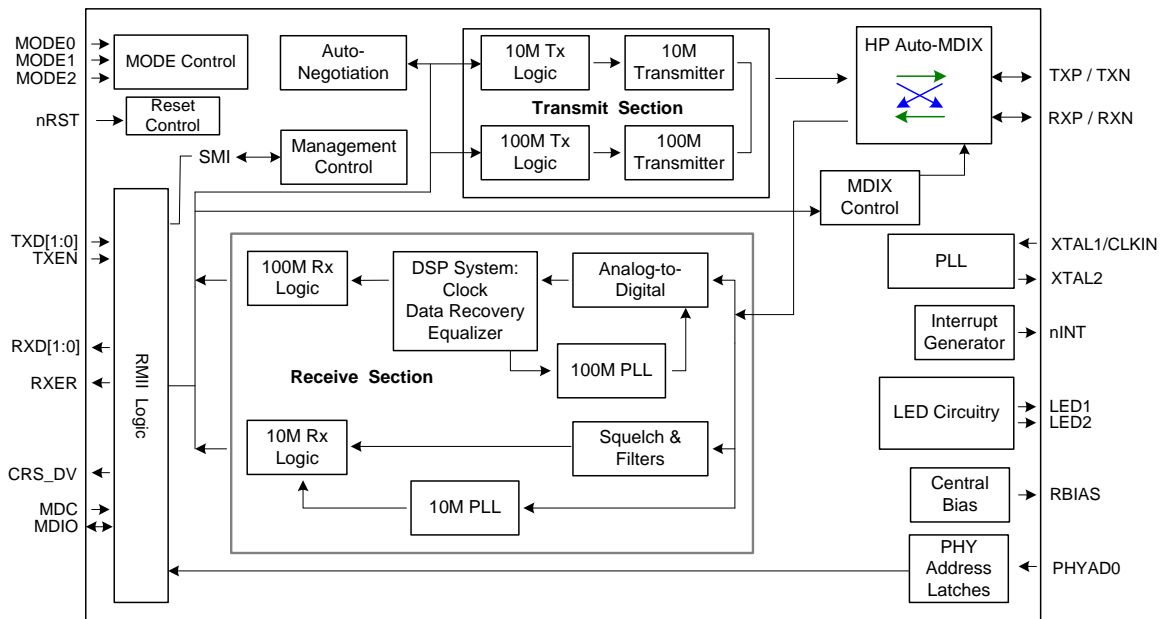 MODE0
MODE1
MODE2
MODE Control
nRST
Reset
Control
Auto-
Negotiation
SMI
Management
Control
10M Tx
Logic
10M
Transmitter
Transmit Section
100M Tx
Logic
100M
Transmitter
HP Auto-MDIX
TXP / TXN
RXP / RXN
MDIX
Control
TXD[1:0]
TXEN
RXD[1:0]
RXER
CRS_DV
MDC
MDIO
RMII Logic
100M Rx
Logic
DSP System:
Clock
Data Recovery
Equalizer
Analog-to-
Digital
100M PLL
Receive Section
10M Rx
Logic
Squelch &
Filters
10M PLL
PLL
XTAL1/CLKIN
XTAL2
Interrupt
Generator
nINT
LED Circuitry
LED1
LED2
Central
Bias
RBIAS
PHY
Address
Latches
PHYAD0